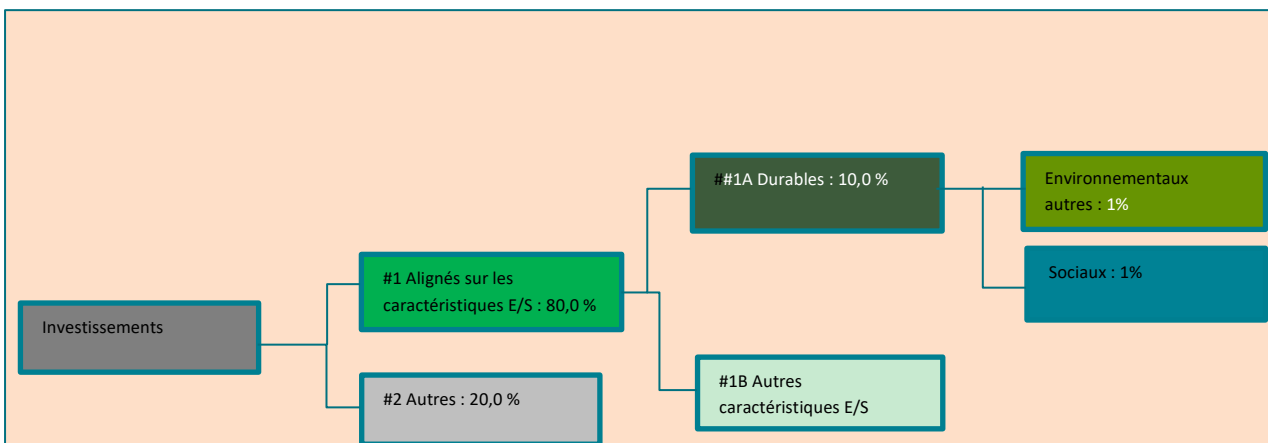 Investissements
#1 Alignés sur les
caractéristiques E/S : 80,0 %
#2 Autres : 20,0 %
##1A Durables : 10,0 %
#1B Autres
caractéristiques E/S
Environnementaux
autres : 1%
Sociaux : 1%